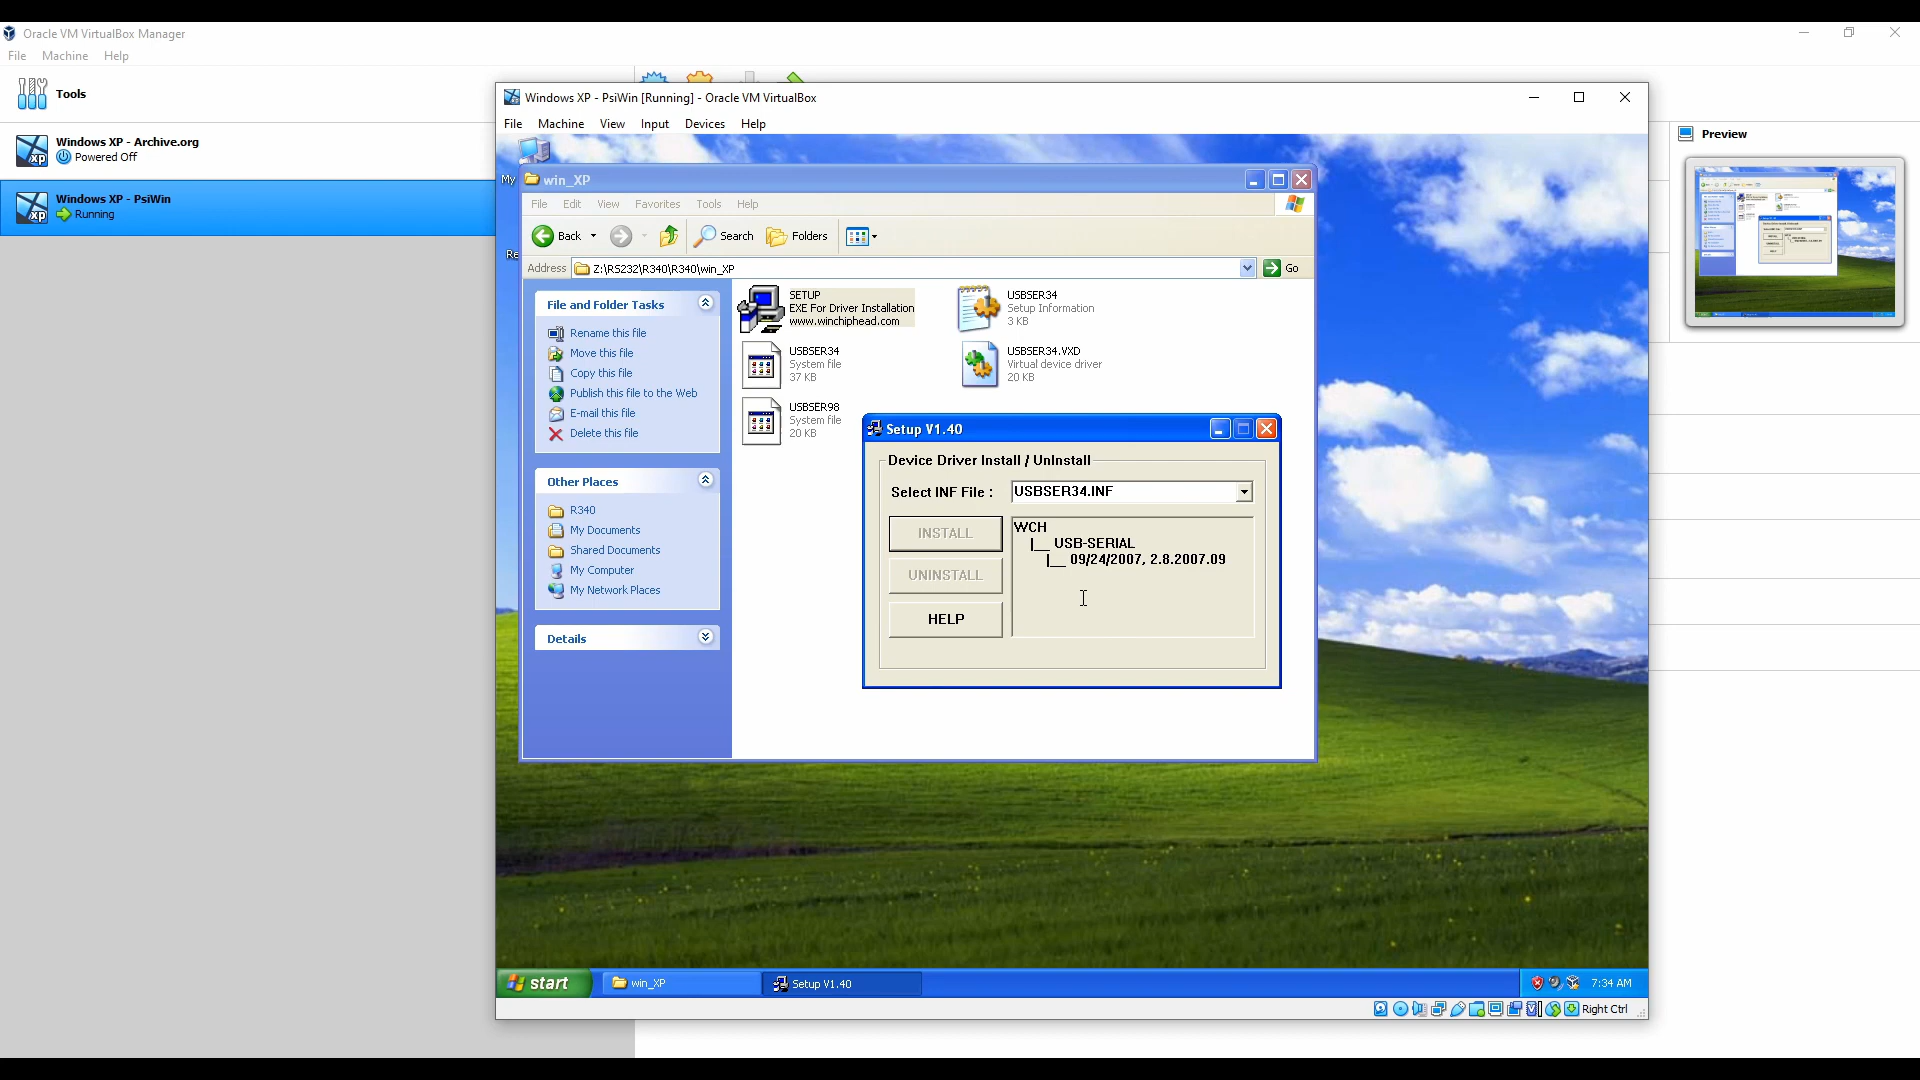 Oracle VM VirtualBox Manager
File Machine Help
Tools
Windows XP - Archive.org
Powered Off
Windows XP - PsiWin
Running
Windows XP - PsiWin [Running] - Oracle VM VirtualBox
File Machine View Input Devices Help
Preview
My
Re
win_XP
File Edit View Favorites Tools Help
Back Search Folders
Address Z:\RS232\R340\R340\win_XP Go
File and Folder Tasks
Rename this file
Move this file
Copy this file
Publish this file to the Web
E-mail this file
Delete this file
Other Places
R340
My Documents
Shared Documents
My Computer
My Network Places
Details
SETUP
EXE For Driver Installation
www.winchiphead.com
USBSER34
Setup Information
3 KB
USBSER34
System file
37 KB
USBSER34.VXD
Virtual device driver
20 KB
USBSER98
System file
20 KB
Setup V1.40
Device Driver Install / UnInstall
Select INF File : USBSER34.INF
INSTALL
UNINSTALL
HELP
WCH
|__ USB-SERIAL
|__ 09/24/2007, 2.8.2007.09
start win_XP Setup V1.40 7:34 AM
Right Ctrl